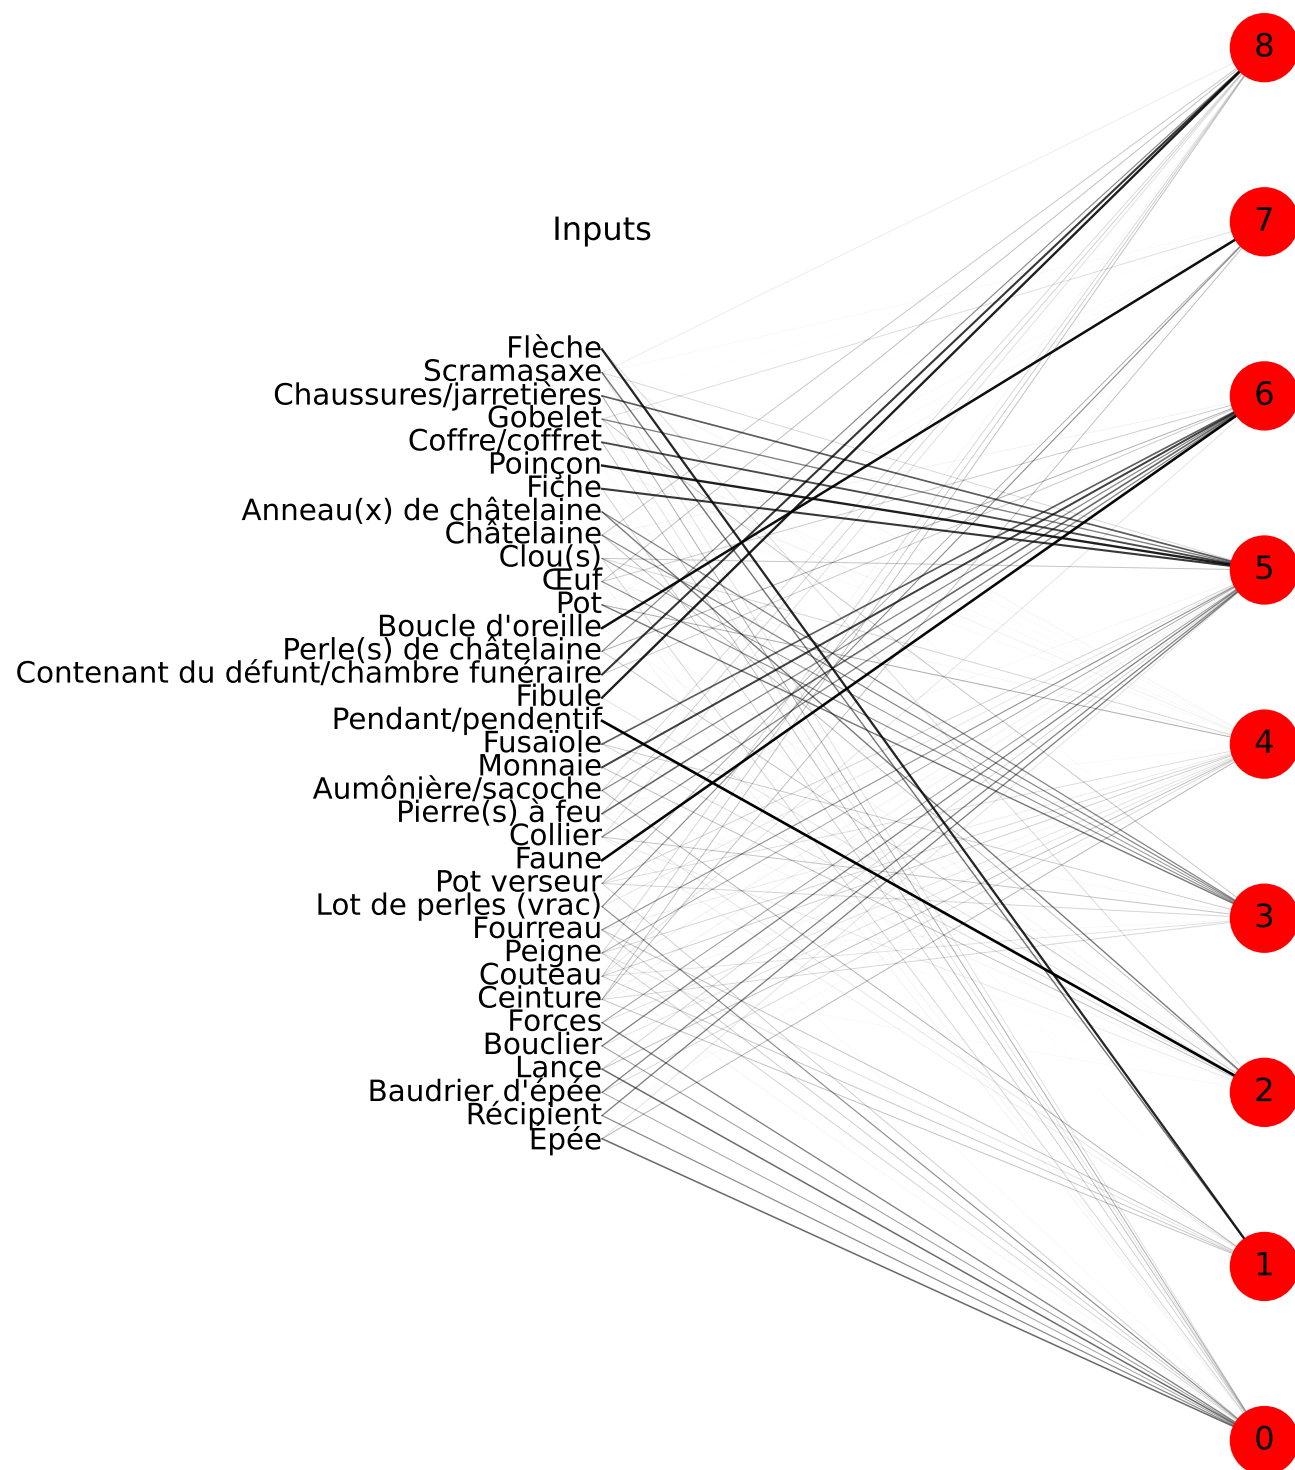 8
7
Inputs
Flèche
Scramasaxe
Chaussures/jarretières
6
Gobelet
Coffre/coffret
Poinçon
Fiche
Anneau(x) de châtelaine
Châtelaine
Clou(s)
5
Œuf
Pot
Boucle d'oreille
Perle(s) de châtelaine
Contenant du défunt/chambre funéraire
Fibule
Pendant/pendentif
Fusaïole
4
Monnaie
Aumônière/sacoche
Pierre(s) à feu
Collier
Faune
Pot verseur
Lot de perles (vrac)
3
Fourreau
Peigne
Couteau
Ceinture
Forces
Bouclier
Lance
Baudrier d'épée
2
Récipient
Épée
1
0